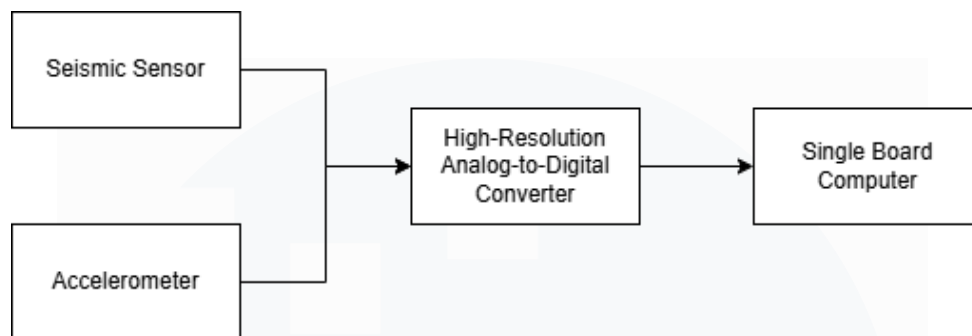 Seismic Sensor
High-Resolution
Analog-to-Digital
Converter
Single Board
Computer
Accelerometer